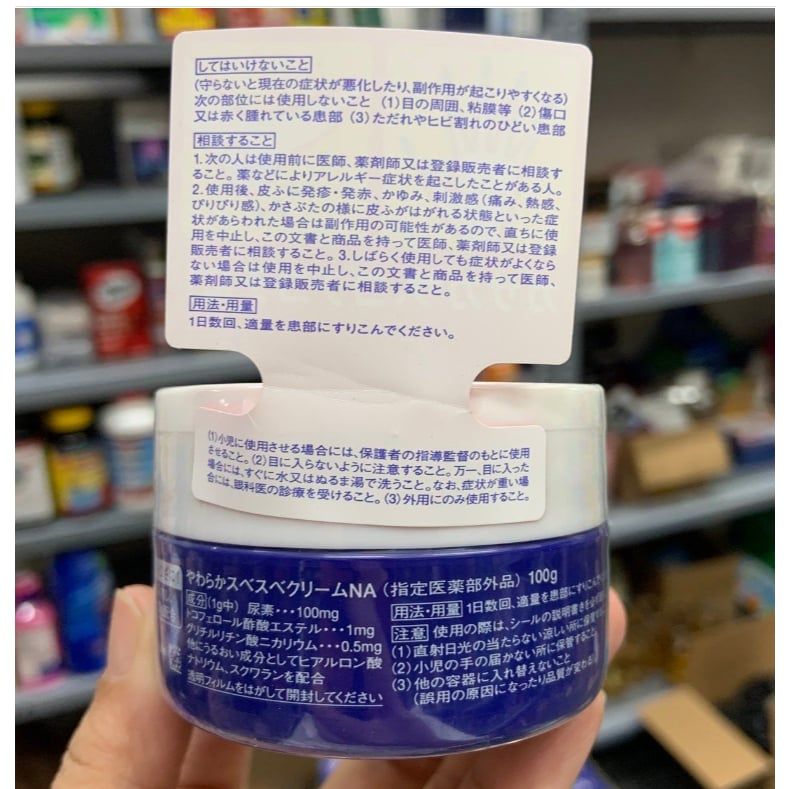 してはいけないこと
(守らないと現在の症状が悪化したり、副作用が起こりやすくなる)
次の部位には使用しないこと (1)目の周囲、粘膜等 (2)傷口
又は赤く腫れている患部 (3)ただれやヒビ割れのひどい患部
相談すること
1.次の人は使用前に医師、薬剤師又は登録販売者に相談す
ること。薬などによりアレルギー症状を起こしたことがある人。
2.使用後、皮ふに発疹・発赤、かゆみ、刺激感(痛み、熱感、
ぴりぴり感)、かさぶたの様に皮ふがはがれる状態といった症
状があらわれた場合は副作用の可能性があるので、直ちに使
用を中止し、この文書と商品を持って医師、薬剤師又は登録
販売者に相談すること。3.しばらく使用しても症状がよくなら
ない場合は使用を中止し、この文書と商品を持って医師、
薬剤師又は登録販売者に相談すること。
用法・用量
1日数回、適量を患部にすりこんでください。
(1)小児に使用させる場合には、保護者の指導監督のもとに使用
させること。(2)目に入らないように注意すること。万一、目に入った
場合には、すぐに水又はぬるま湯で洗うこと。なお、症状が重い場
合には、眼科医の診療を受けること。(3)外用にのみ使用すること。
やわらかスベスベクリームNA (指定医薬部外品) 100g
成分 (1g中) 尿素・・・100mg
トコフェロール酢酸エステル・・・1mg
グリチルリチン酸二カリウム・・・0.5mg
他にうるおい成分としてヒアルロン酸
ナトリウム、スクワランを配合
透明フィルムをはがして開封してください
用法・用量 1日数回、適量を患部にすりこんで
注意 使用の際は、シールの説明書きを必ず
(1)直射日光の当たらない涼しい所に保管する
(2)小児の手の届かない所に保管すること
(3)他の容器に入れ替えないこと
(誤用の原因になったり品質が変わる)